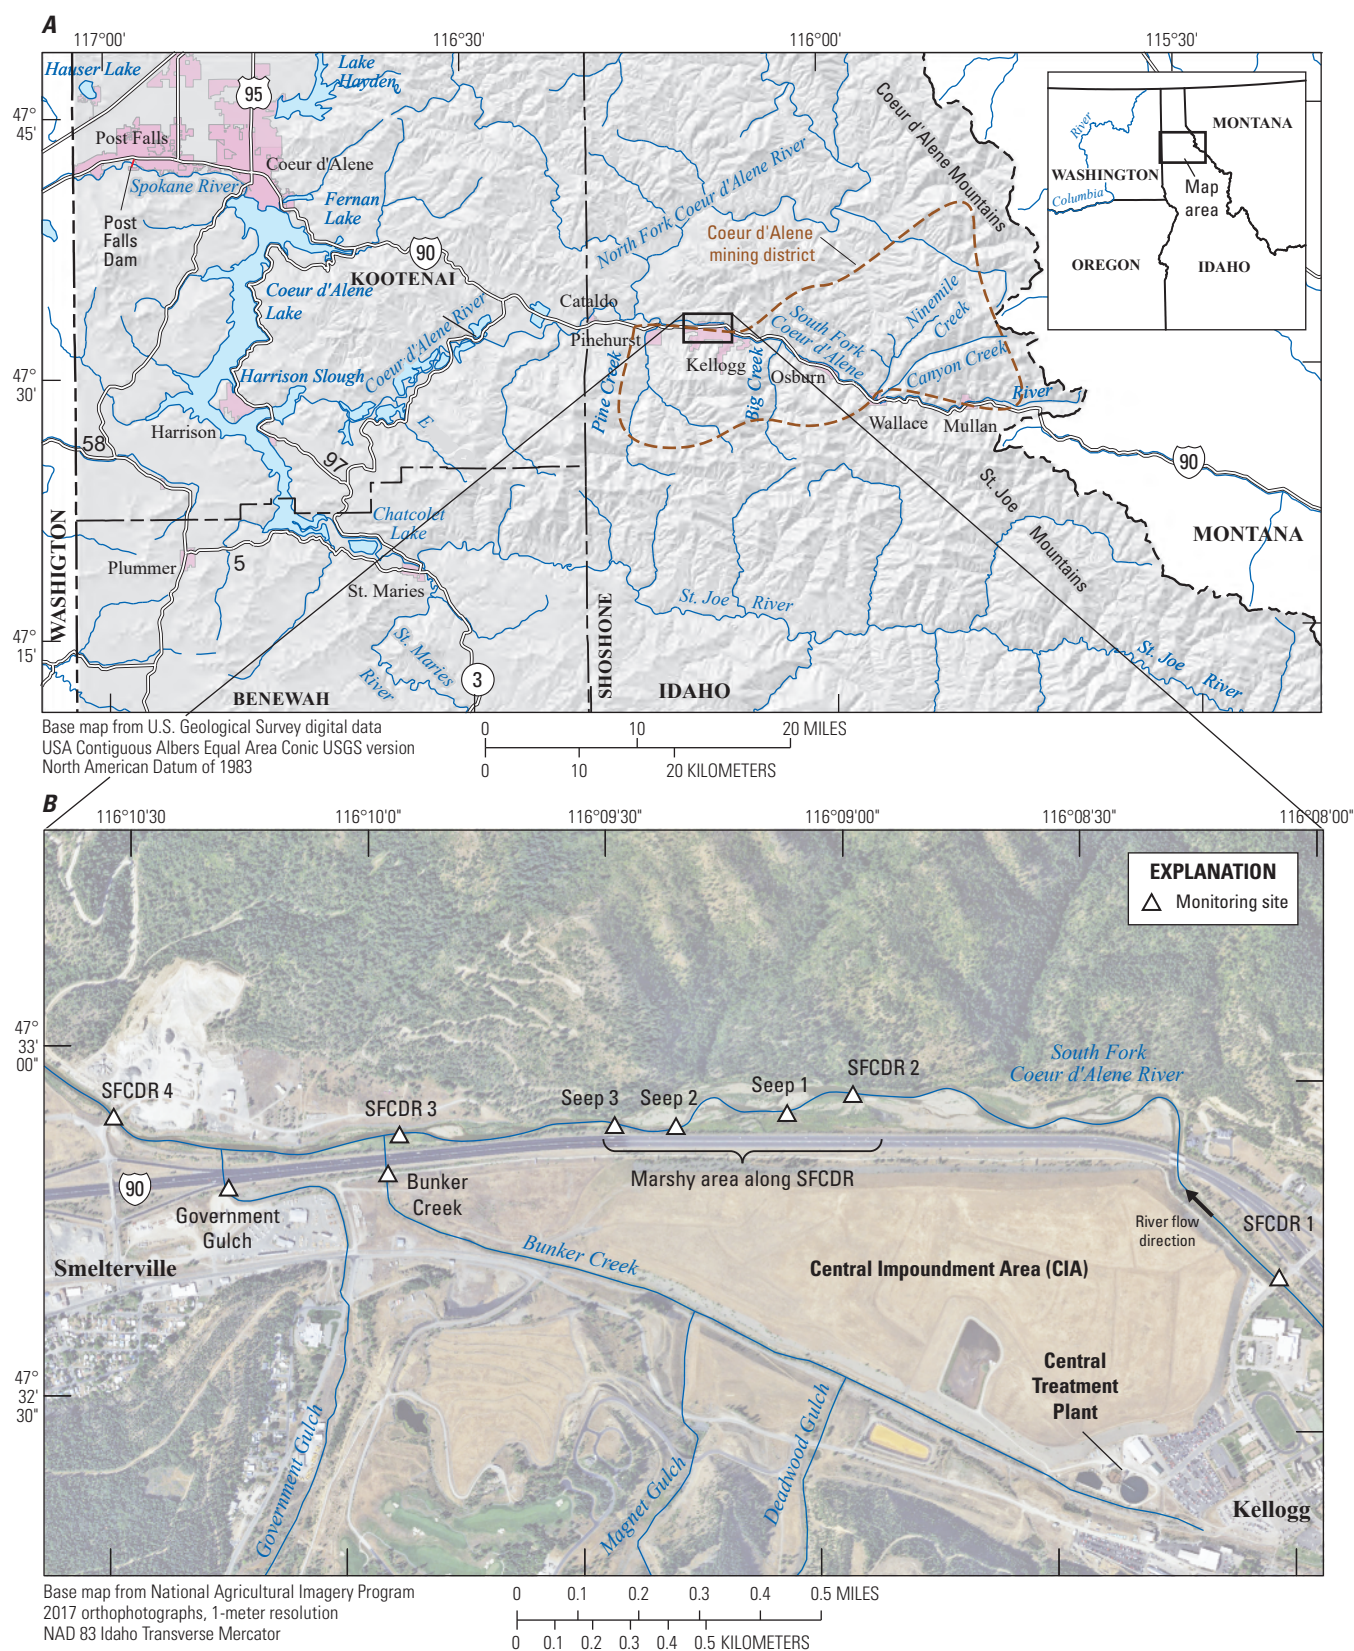 A
117°00'
116°30'
116°00'
115°30'
47°
45'
47°
30'
47°
15'
Hauser Lake
Lake
Hayden
95
Post Falls
Coeur d'Alene
Spokane River
Post
Falls
Dam
Fernan
Lake
90
KOOTENAI
Coeur d'Alene
Lake
Coeur d'Alene River
Harrison Slough
Harrison
E
58
97
Chatcolet
Lake
WASHIGTON
Plummer
5
St. Maries
St. Maries
River
3
BENEWAH
North Fork Coeur d'Alene River
Coeur d'Alene Mountains
Coeur d'Alene
mining district
Cataldo
Pinehurst
Kellogg
Pine Creek
Big Creek
South Fork
Coeur d'Alene
River
Osburn
Ninemile
Creek
Canyon Creek
Wallace
Mullan
90
St. Joe
Mountains
MONTANA
St. Joe River
St. Joe
River
SHOSHONE
IDAHO
River
WASHINGTON
Columbia
OREGON
IDAHO
MONTANA
Map
area
Base map from U.S. Geological Survey digital data
USA Contiguous Albers Equal Area Conic USGS version
North American Datum of 1983
0 10 20 MILES
0 10 20 KILOMETERS
B
116°10'30"
116°10'00"
116°09'30"
116°09'00"
116°08'30"
116°08'00"
47°
33'
00"
47°
32'
30"
EXPLANATION
Monitoring site
SFCDR 4
SFCDR 3
Seep 3
Seep 2
Seep 1
SFCDR 2
South Fork
Coeur d'Alene River
90
Government
Gulch
Bunker
Creek
Marshy area along SFCDR
River flow
direction
SFCDR 1
Smelterville
Bunker Creek
Central Impoundment Area (CIA)
Central
Treatment
Plant
Government Gulch
Magnet Gulch
Deadwood Gulch
Kellogg
Base map from National Agricultural Imagery Program
2017 orthophotographs, 1-meter resolution
NAD 83 Idaho Transverse Mercator
0 0.1 0.2 0.3 0.4 0.5 MILES
0 0.1 0.2 0.3 0.4 0.5 KILOMETERS